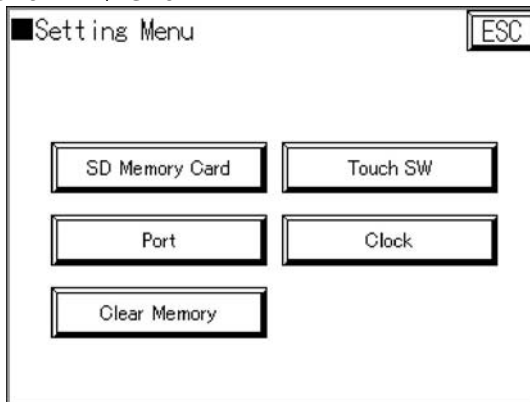 ■Setting Menu
ESC
SD Memory Card
Touch SW
Port
Clock
Clear Memory